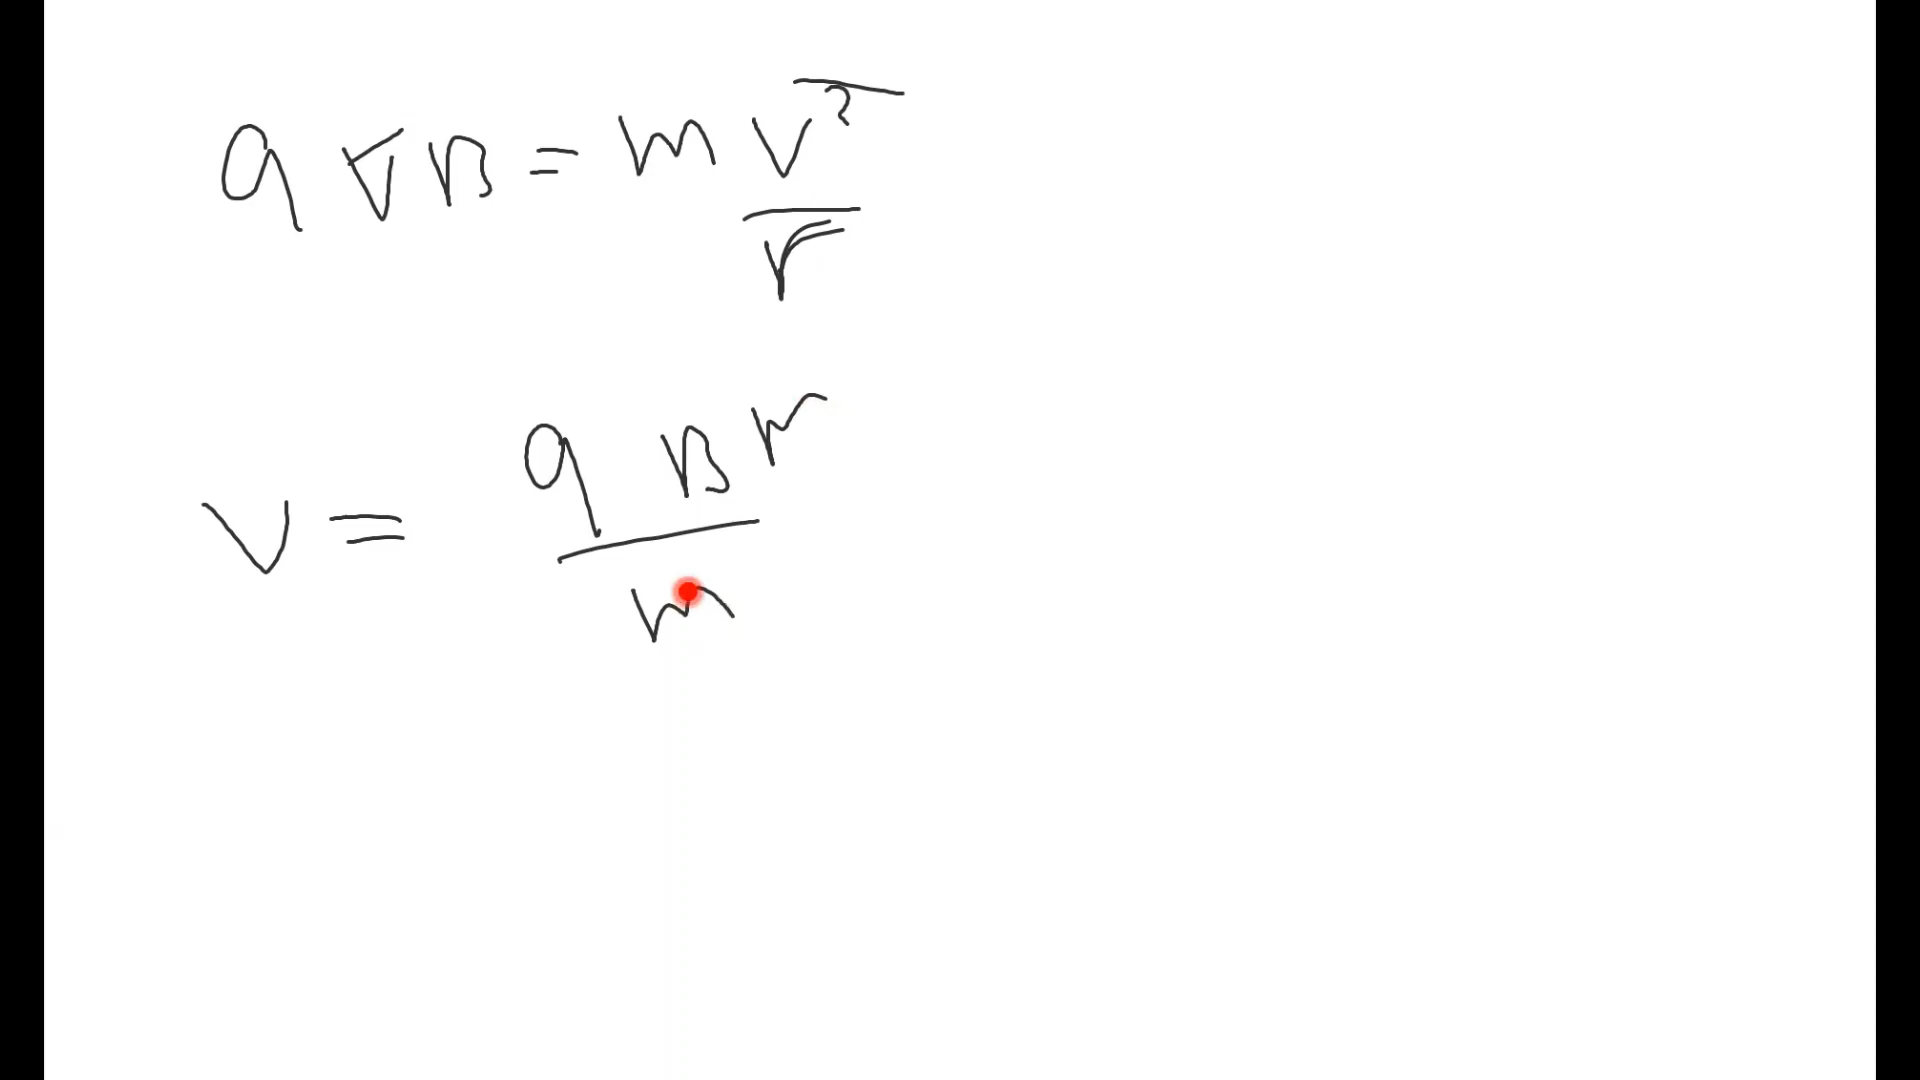 q v B = m v² / r
v = q B r / m